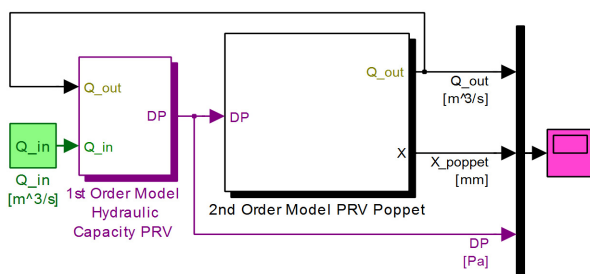 Q_out
Q_out
Q_out
[m^3/s]
DP
DP
Q_in
Q_in
X
X_poppet
[mm]
Q_in
[m^3/s]
1st Order Model
Hydraulic
Capacity PRV
2nd Order Model PRV Poppet
DP
[Pa]